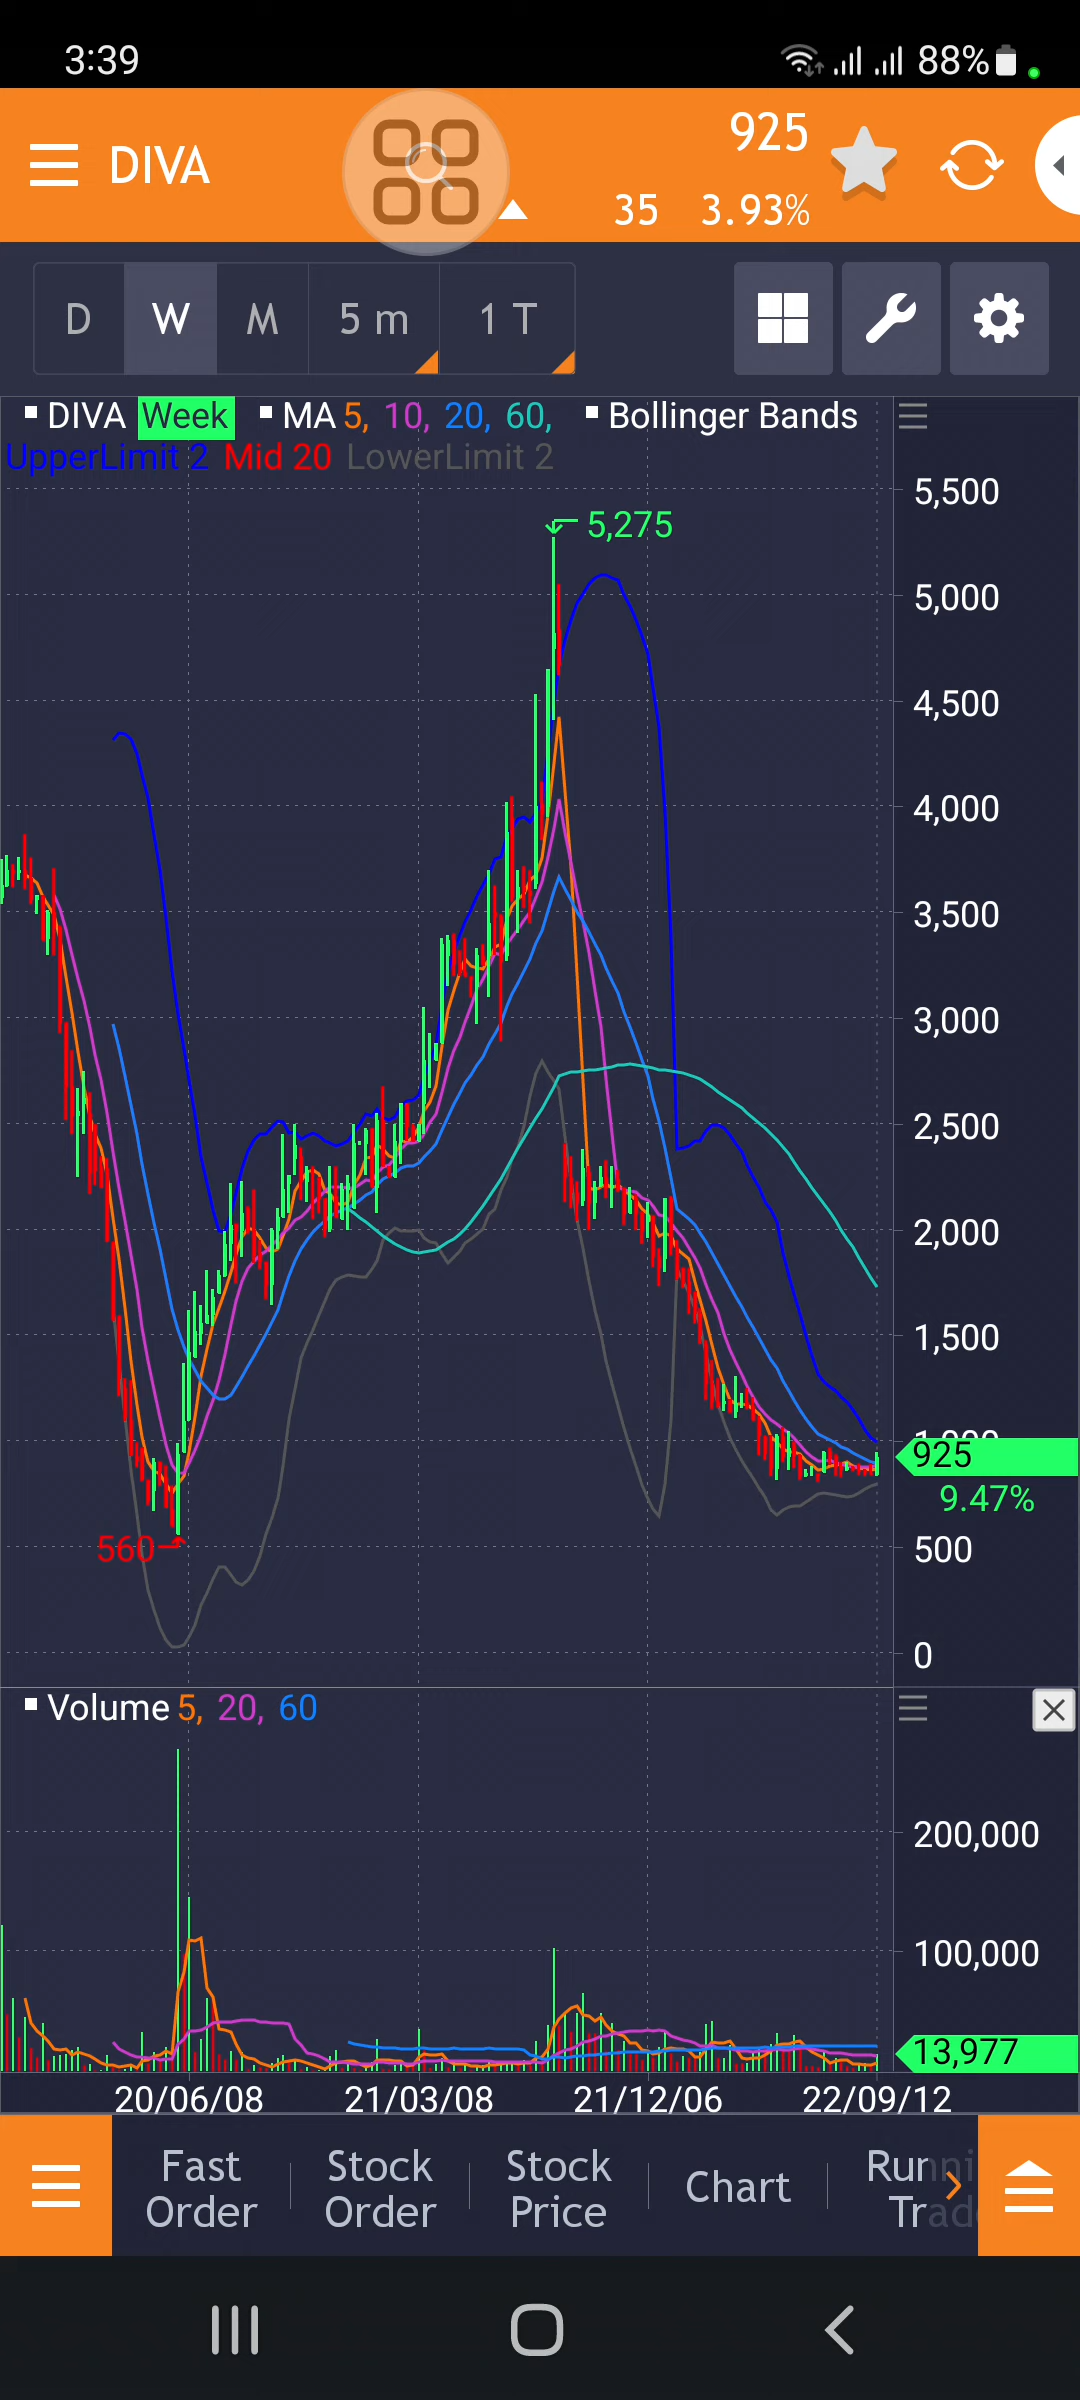 3:39
88%
DIVA
925
35 3.93%
D W M 5 m 1 T
DIVA Week MA 5, 10, 20, 60, Bollinger Bands
UpperLimit 2 Mid 20 LowerLimit 2
5,500
5,275
5,000
4,500
4,000
3,500
3,000
2,500
2,000
1,500
925
9.47%
560
500
0
Volume 5, 20, 60
200,000
100,000
13,977
20/06/08 21/03/08 21/12/06 22/09/12
Fast Order
Stock Order
Stock Price
Chart